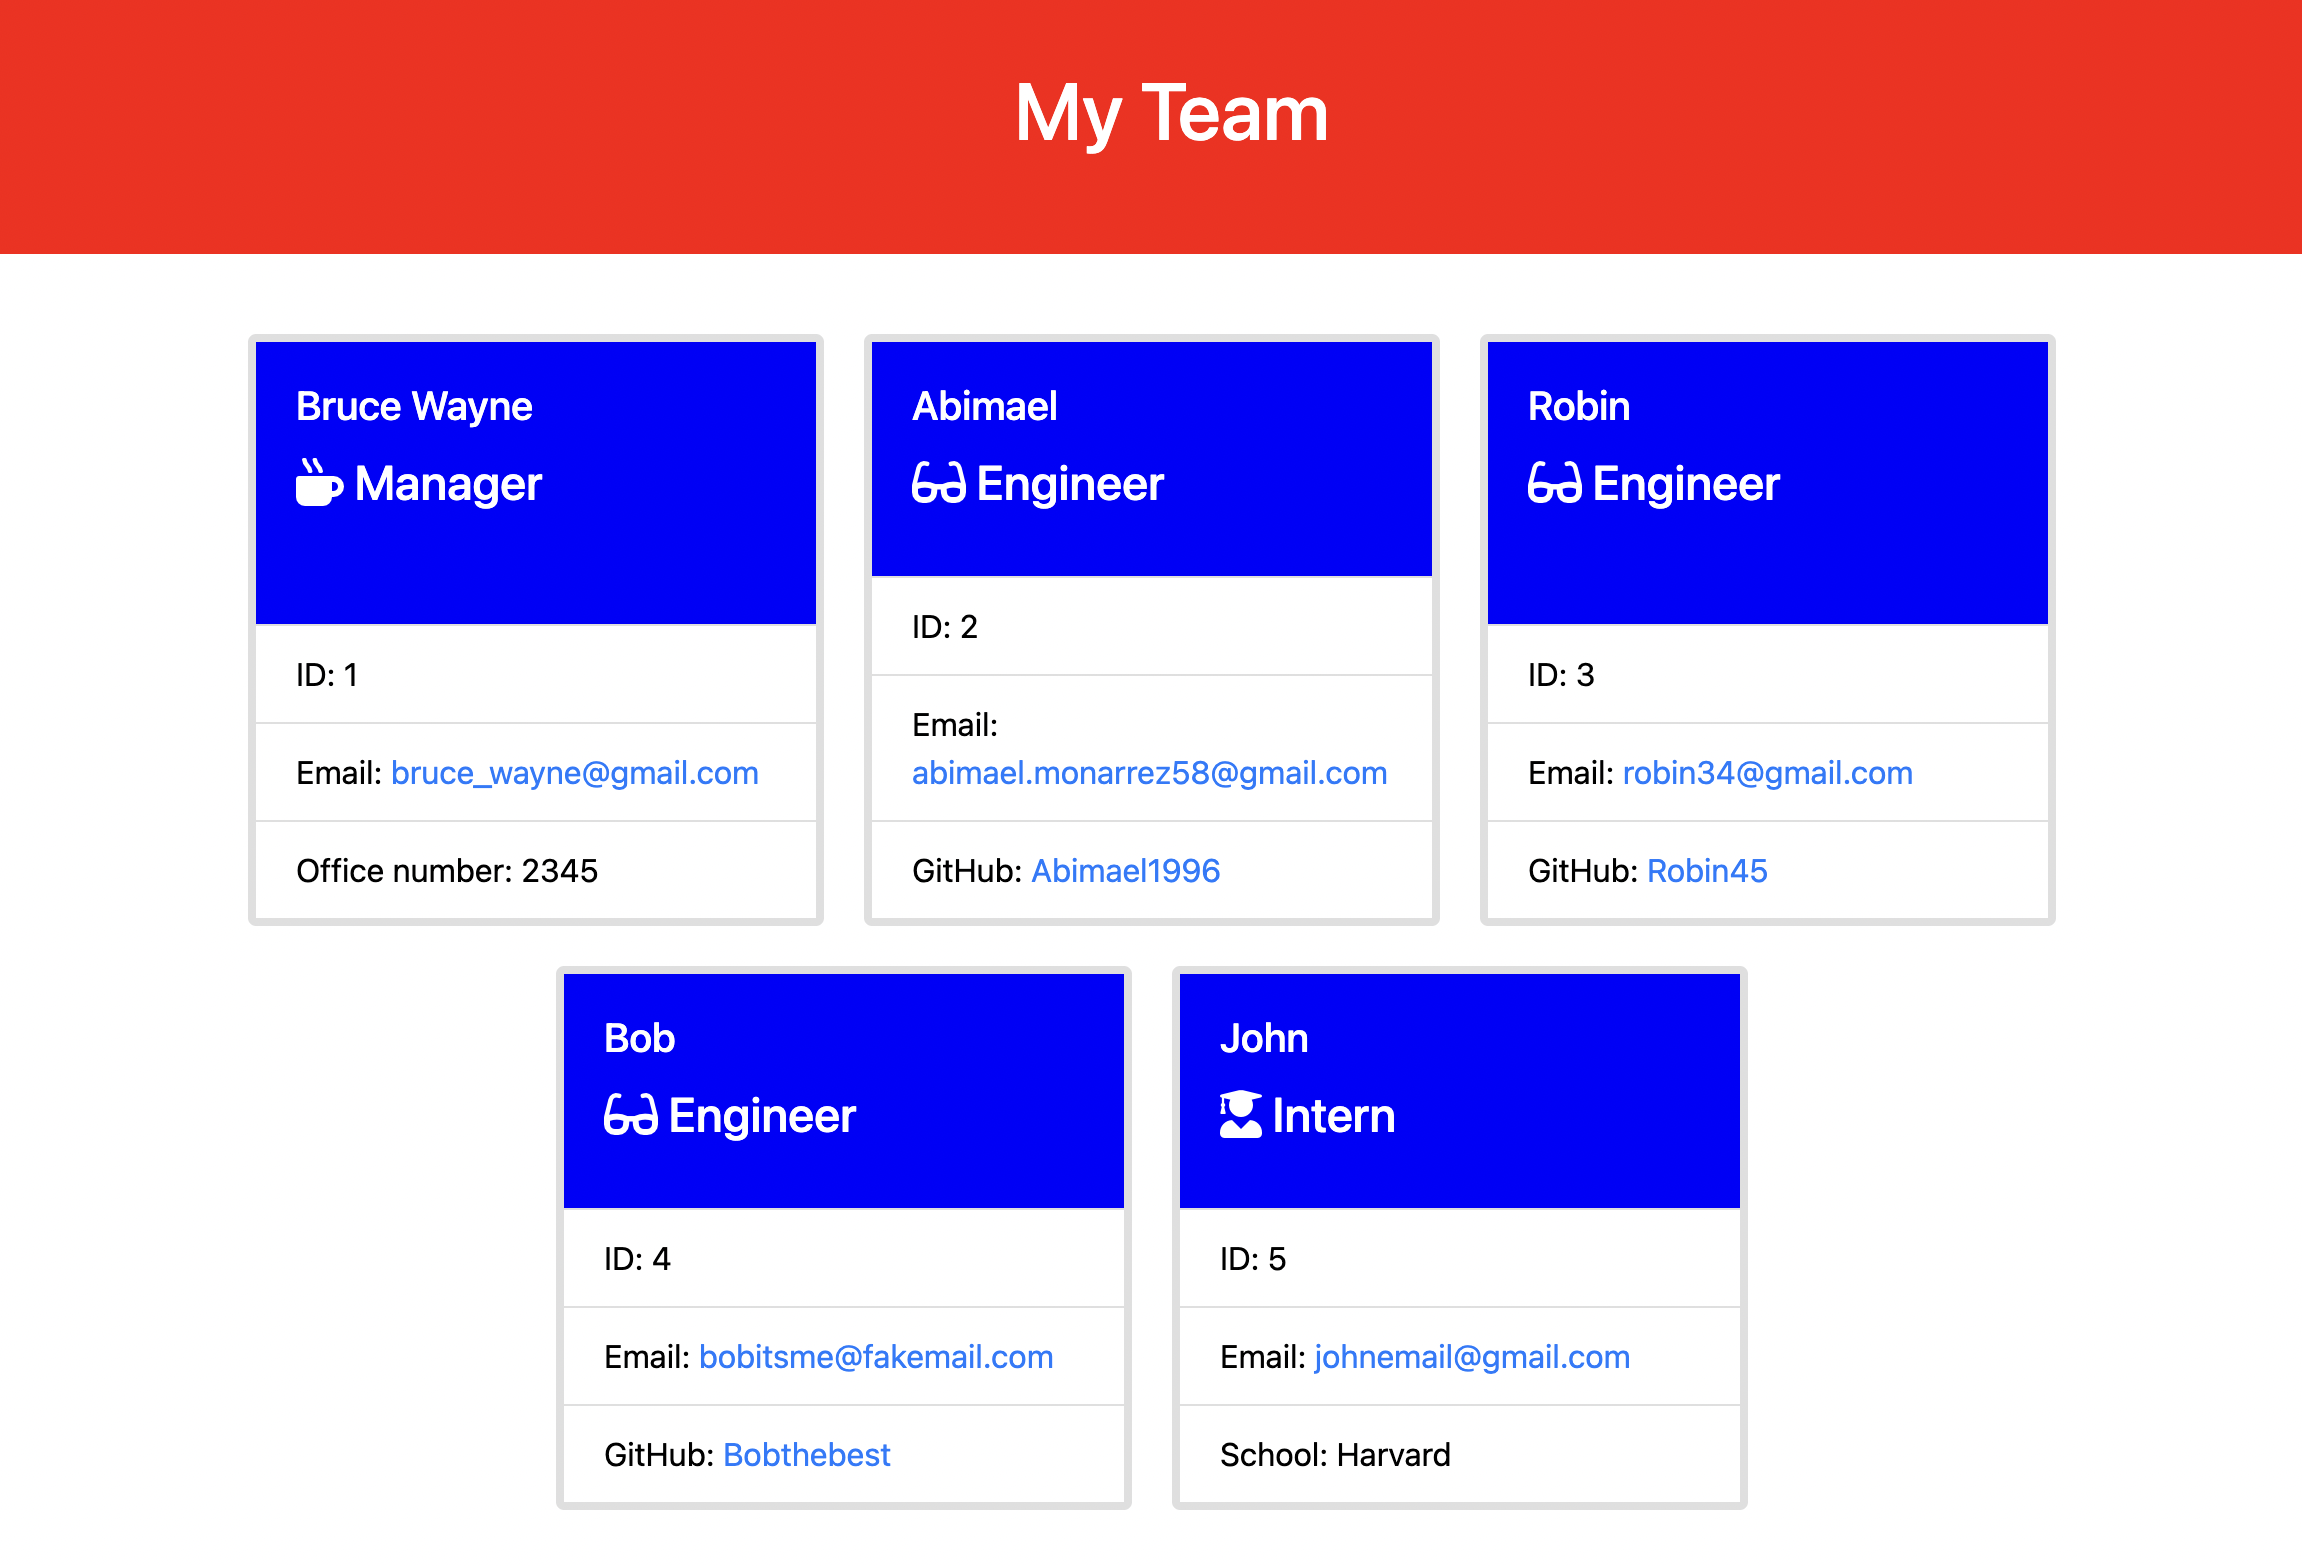 My Team
Bruce Wayne
Manager
ID: 1
Email: bruce_wayne@gmail.com
Office number: 2345
Abimael
Engineer
ID: 2
Email:
abimael.monarrez58@gmail.com
GitHub: Abimael1996
Robin
Engineer
ID: 3
Email: robin34@gmail.com
GitHub: Robin45
Bob
Engineer
ID: 4
Email: bobitsme@fakemail.com
GitHub: Bobthebest
John
Intern
ID: 5
Email: johnemail@gmail.com
School: Harvard